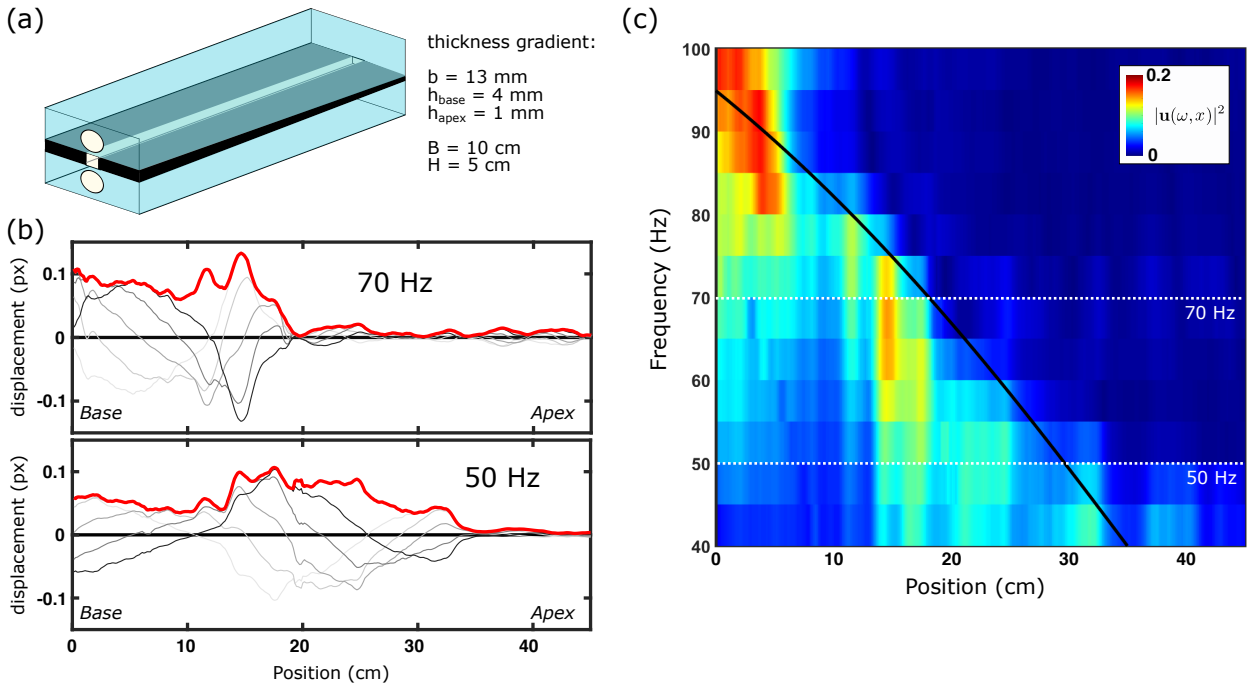 (a)
thickness gradient:
b = 13 mm
h_base = 4 mm
h_apex = 1 mm
B = 10 cm
H = 5 cm
(b)
displacement (px)
0.1
0
-0.1
70 Hz
Base
Apex
displacement (px)
0.1
0
-0.1
50 Hz
Base
Apex
0
10
20
30
40
Position (cm)
(c)
Frequency (Hz)
100
90
80
70
60
50
40
0.2
0
|u(ω, x)|²
70 Hz
50 Hz
0
10
20
30
40
Position (cm)